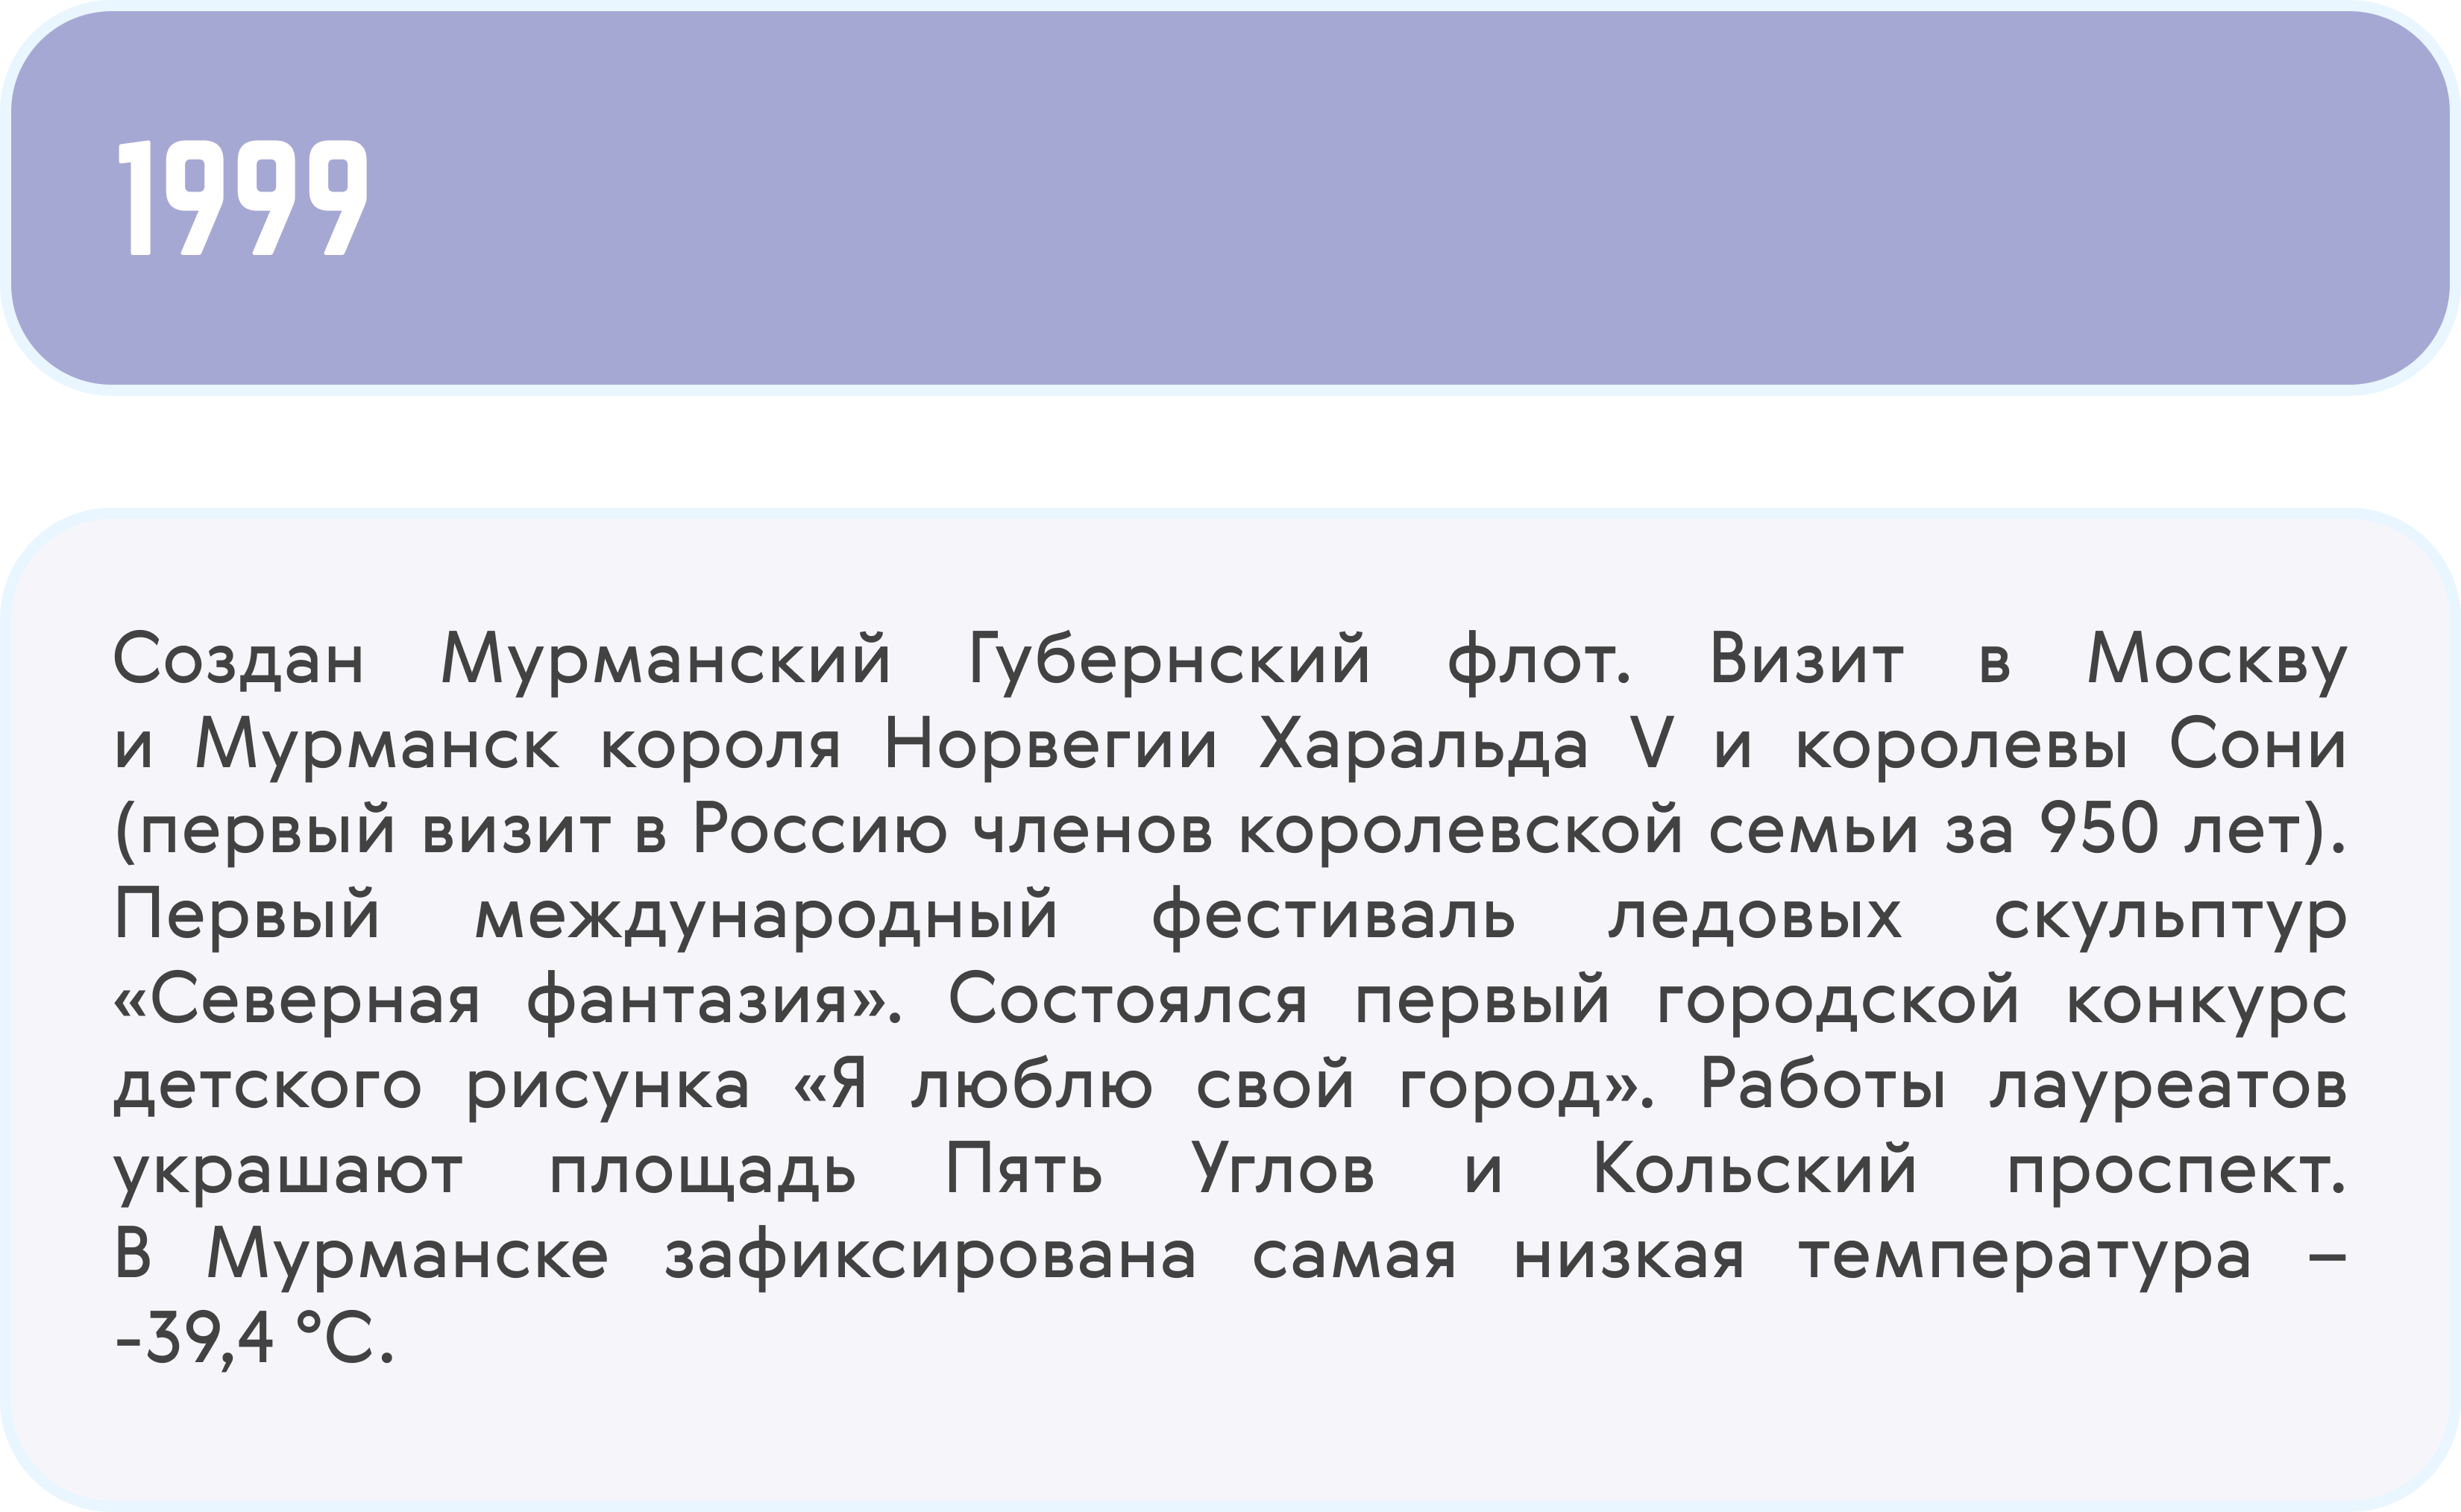 1999
Создан Мурманский Губернский флот. Визит в Москву
и Мурманск короля Норвегии Харальда V и королевы Сони
(первый визит в Россию членов королевской семьи за 950 лет).
Первый международный фестиваль ледовых скульптур
«Северная фантазия». Состоялся первый городской конкурс
детского рисунка «Я люблю свой город». Работы лауреатов
украшают площадь Пять Углов и Кольский проспект.
В Мурманске зафиксирована самая низкая температура –
-39,4 °С.